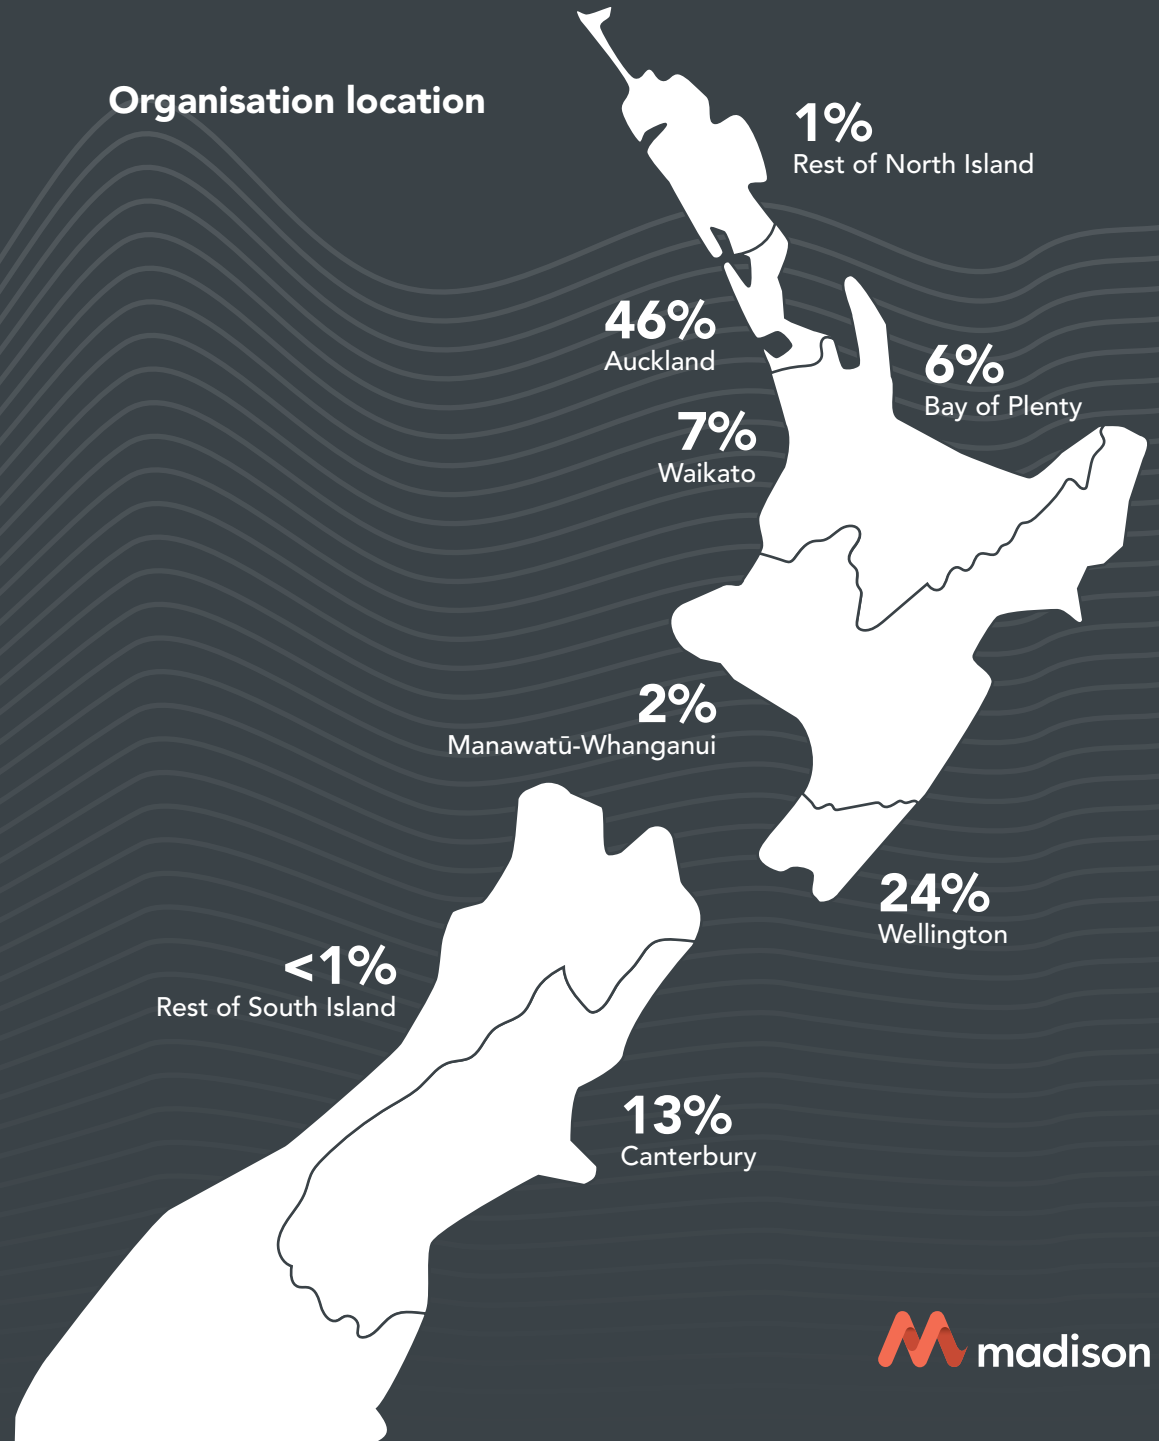 Organisation location
1%
Rest of North Island
46%
Auckland
6%
Bay of Plenty
7%
Waikato
2%
Manawatū-Whanganui
24%
Wellington
<1%
Rest of South Island
13%
Canterbury
madison